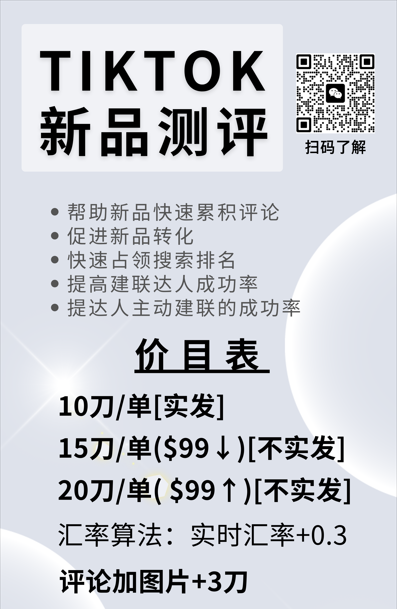 TIKTOK
新品测评
扫码了解
• 帮助新品快速累积评论
• 促进新品转化
• 快速占领搜索排名
• 提高建联达人成功率
• 提达人主动建联的成功率
价目表
10刀/单[实发]
15刀/单($99↓)[不实发]
20刀/单( $99↑)[不实发]
汇率算法：实时汇率+0.3
评论加图片+3刀